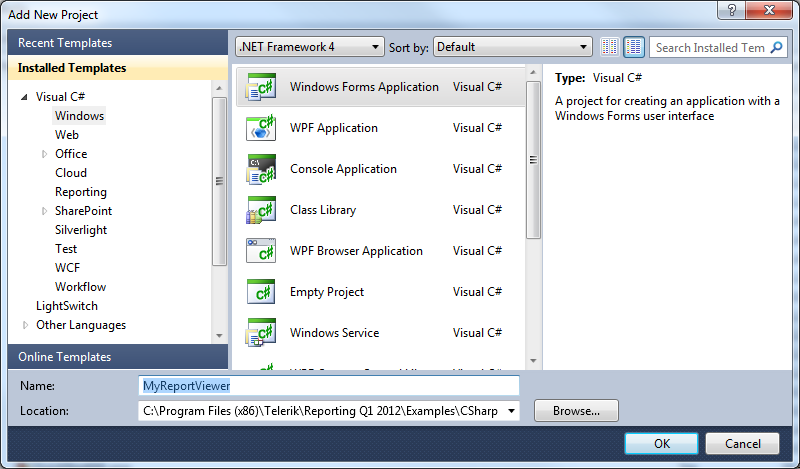 Add New Project
Recent Templates
Installed Templates
Visual C#
Windows
Web
Office
Cloud
Reporting
SharePoint
Silverlight
Test
WCF
Workflow
LightSwitch
Other Languages
Online Templates
.NET Framework 4
Sort by: Default
Search Installed Tem
Windows Forms Application Visual C#
WPF Application Visual C#
Console Application Visual C#
Class Library Visual C#
WPF Browser Application Visual C#
Empty Project Visual C#
Windows Service Visual C#
Type: Visual C#
A project for creating an application with a
Windows Forms user interface
Name: MyReportViewer
Location: C:\Program Files (x86)\Telerik\Reporting Q1 2012\Examples\CSharp
Browse...
OK
Cancel